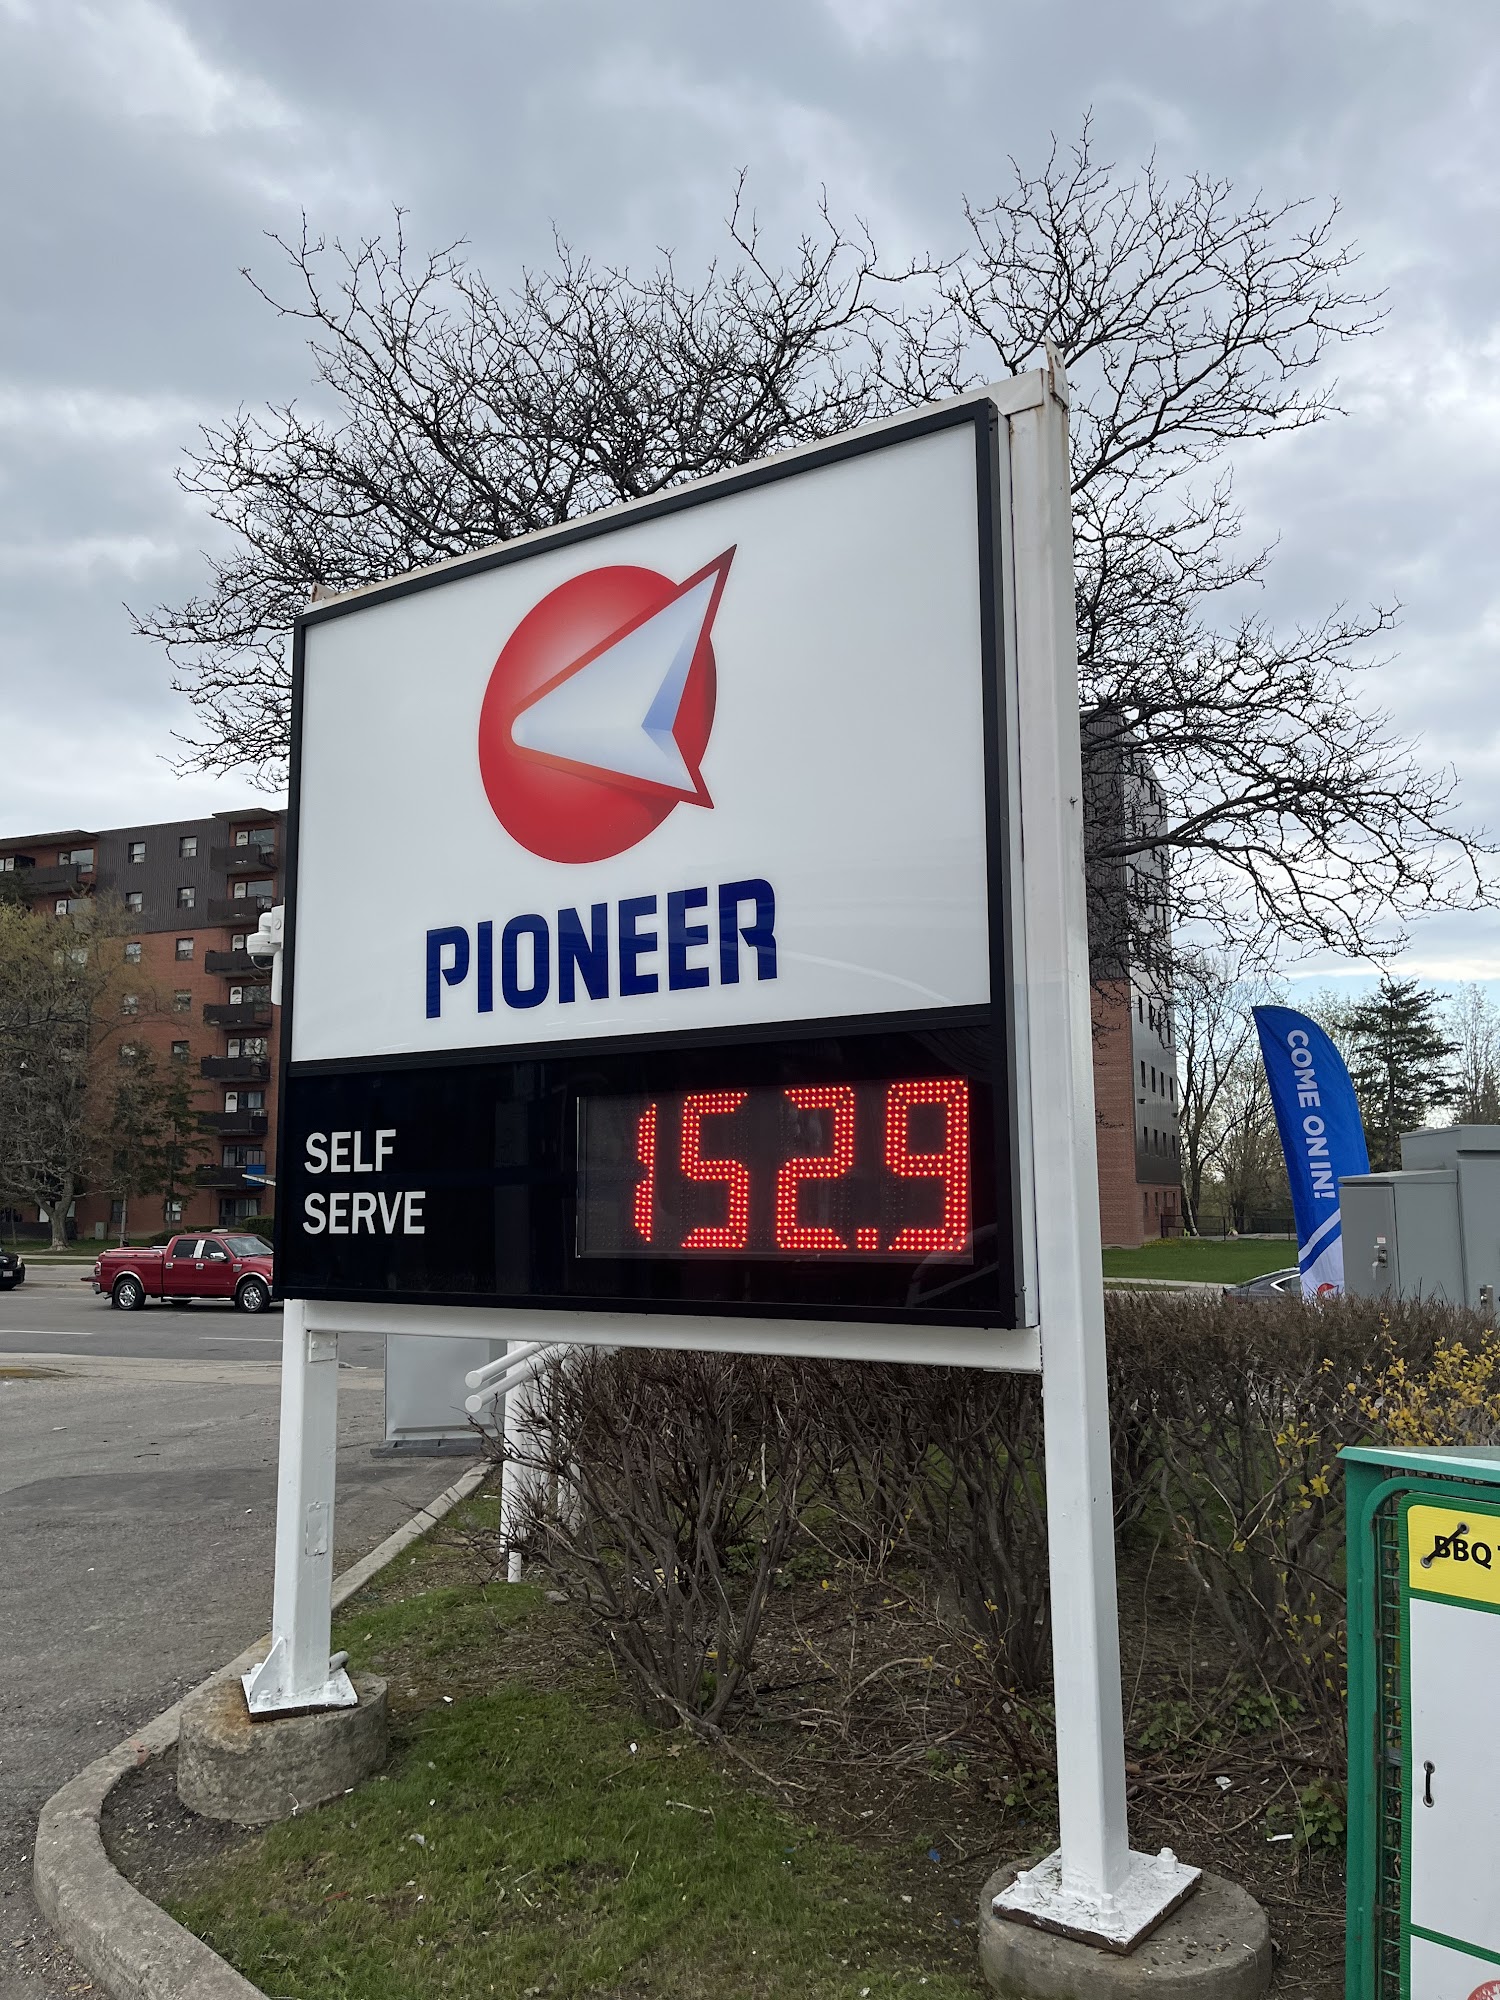 PIONEER
SELF
SERVE
152.9
COME ON IN!
BBQ